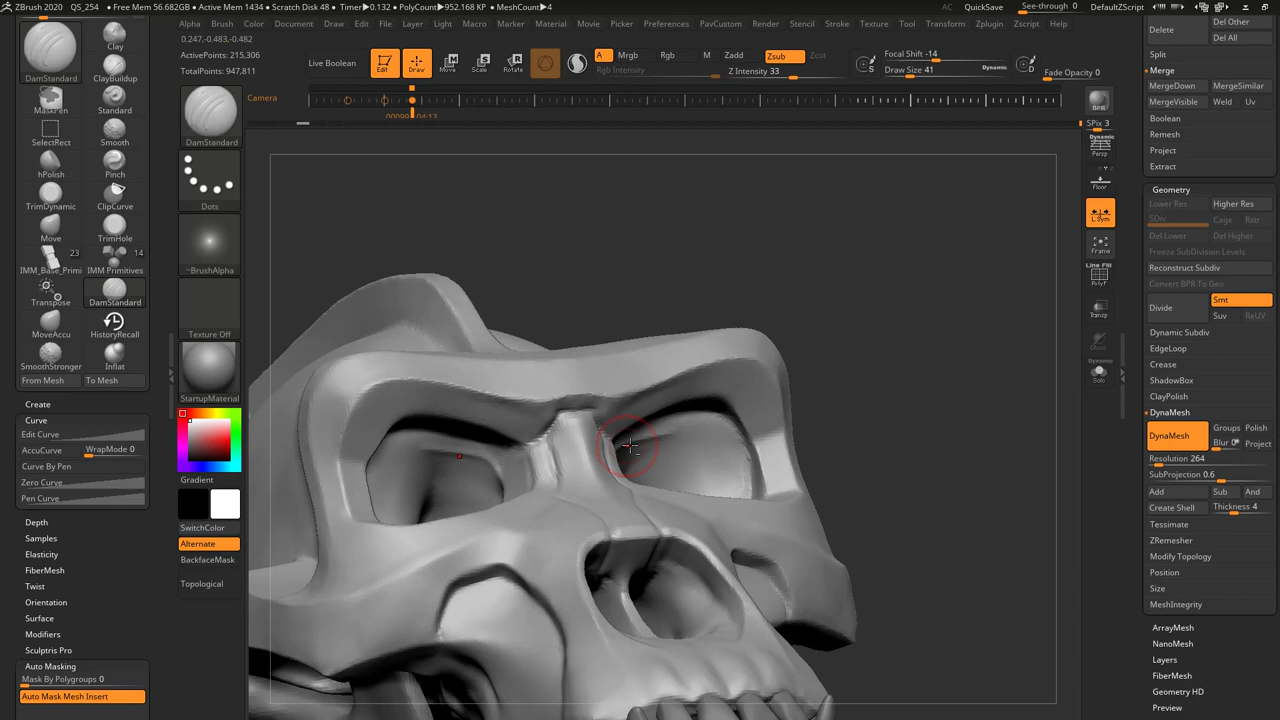 ZBrush 2020 QS_254 • Free Mem 56.682GB • Active Mem 1434 • Scratch Disk 48 • Timer▸0.132 • PolyCount▸952.168 KP • MeshCount▸4 AC QuickSave See-through 0 DefaultZScript
Alpha Brush Color Document Draw Edit File Layer Light Macro Marker Material Movie Picker Preferences PavCustom Render Stencil Stroke Texture Tool Transform Zplugin Zscript
0.247,-0.483,-0.482
ActivePoints: 215,306
TotalPoints: 947,811
Live Boolean
Edit
Draw
Move
Scale
Rotate
A Mrgb Rgb M Zadd Zsub Zcut
Rgb Intensity Z Intensity 33
S
Focal Shift -14
Draw Size 41 Dynamic
D
Fade Opacity 0
Camera
DamStandard
Clay
ClayBuildup
MaskPen
Standard
SelectRect
Smooth
hPolish
Pinch
TrimDynamic
ClipCurve
Move
TrimHole
23
14
IMM_Base_Primi
IMM Primitives
Transpose
DamStandard
MoveAccu
HistoryRecall
SmoothStronger
Inflat
From Mesh
To Mesh
Create
Curve
Edit Curve
AccuCurve
WrapMode 0
Curve By Pen
Zero Curve
Pen Curve
Depth
Samples
Elasticity
FiberMesh
Twist
Orientation
Surface
Modifiers
Sculptris Pro
Auto Masking
Mask By Polygroups 0
Auto Mask Mesh Insert
DamStandard
Dots
~BrushAlpha
Texture Off
StartupMaterial
Gradient
SwitchColor
Alternate
BackfaceMask
Topological
BPR
SPix 3
Dynamic
Persp
Floor
L.Sym
Frame
Line Fill
PolyF
Transp
Ghost
Dynamic
Solo
Delete
Del Other
Del All
Split
Merge
MergeDown
MergeSimilar
MergeVisible
Weld
Uv
Boolean
Remesh
Project
Extract
Geometry
Lower Res
Higher Res
SDiv
Cage
Rstr
Del Lower
Del Higher
Freeze SubDivision Levels
Reconstruct Subdiv
Convert BPR To Geo
Divide
Smt
Suv
ReUV
Dynamic Subdiv
EdgeLoop
Crease
ShadowBox
ClayPolish
DynaMesh
DynaMesh
Groups
Polish
Blur 0
Project
Resolution 264
SubProjection 0.6
Add
Sub
And
Create Shell
Thickness 4
Tessimate
ZRemesher
Modify Topology
Position
Size
MeshIntegrity
ArrayMesh
NanoMesh
Layers
FiberMesh
Geometry HD
Preview